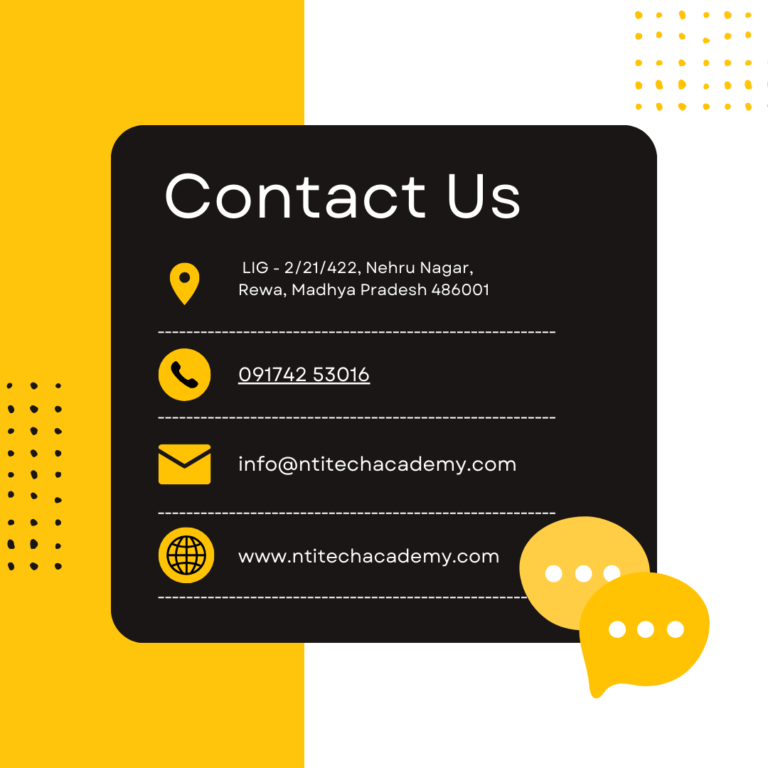 Contact Us
LIG - 2/21/422, Nehru Nagar,
Rewa, Madhya Pradesh 486001
091742 53016
info@ntitechacademy.com
www.ntitechacademy.com